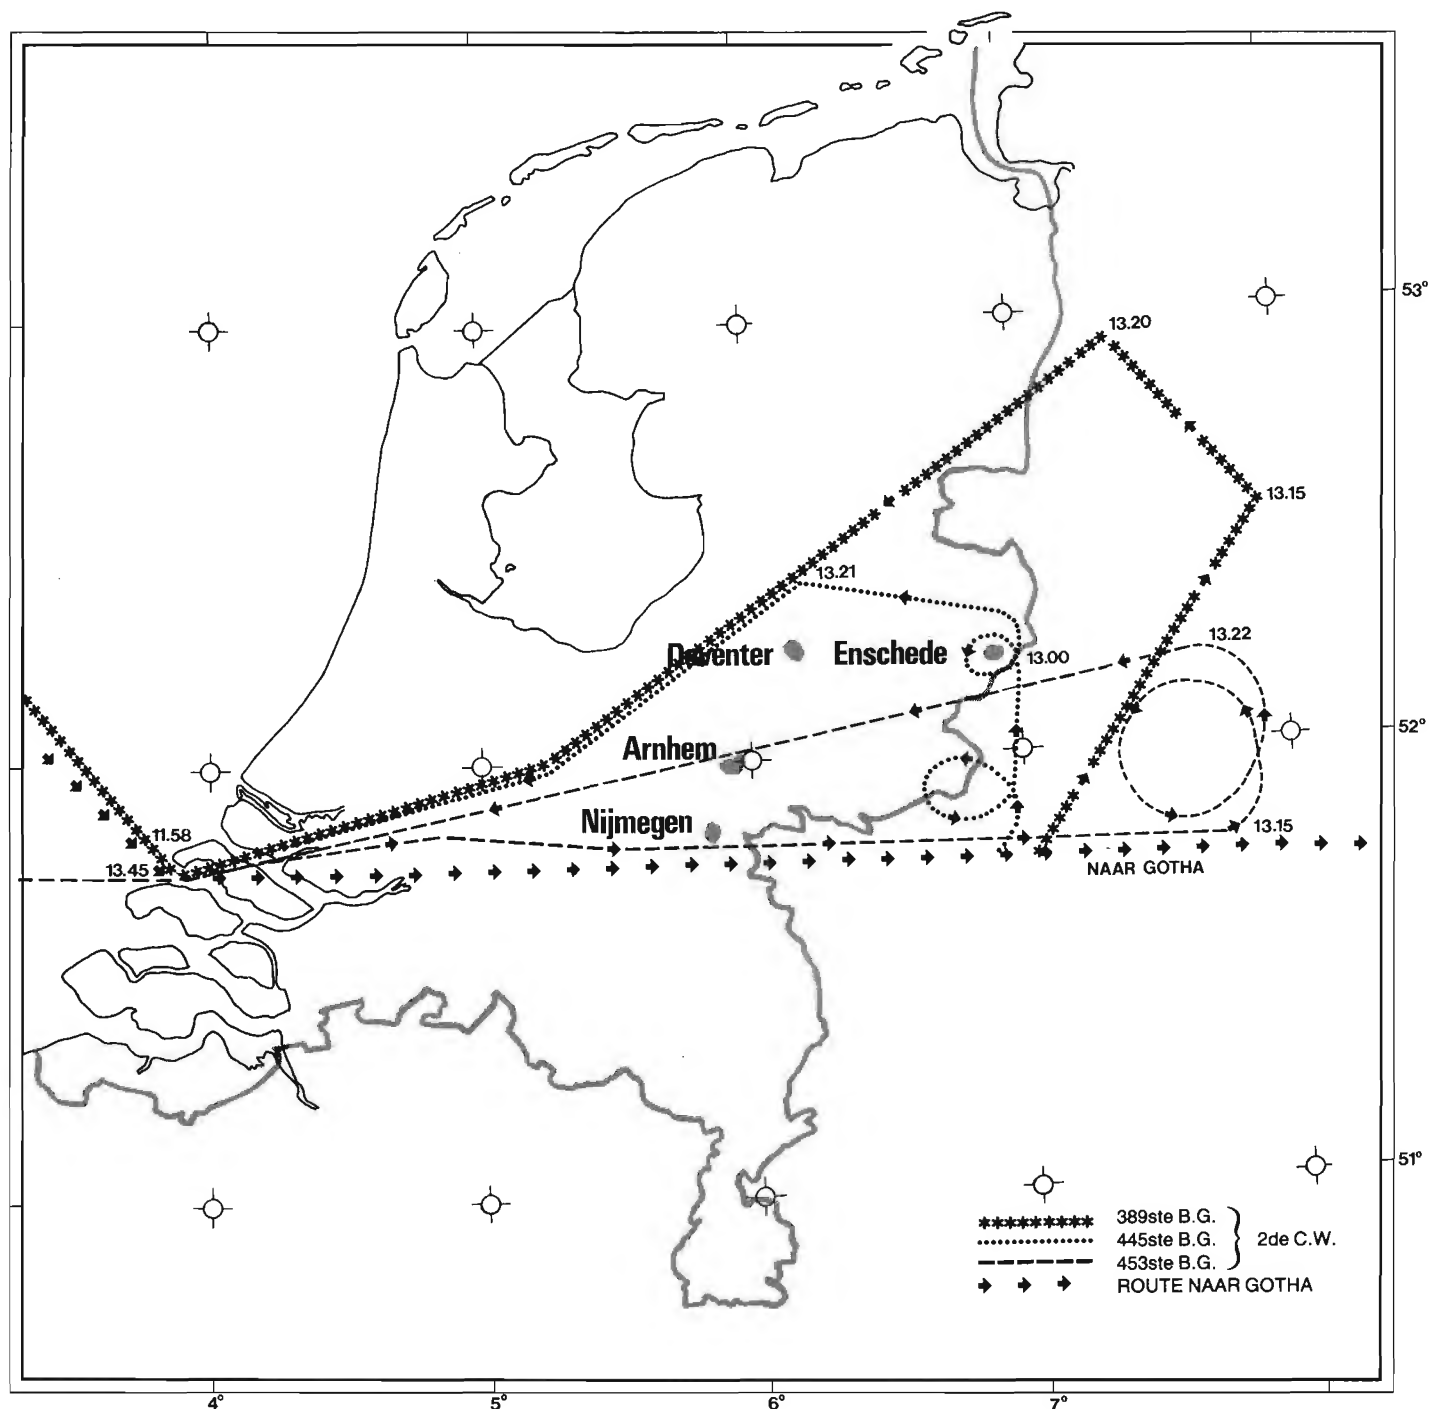 53°
13.20
13.15
13.21
Deventer
Enschede
13.00
13.22
52°
Arnhem
Nijmegen
11.58
13.15
13.45
NAAR GOTHA
51°
389ste B.G.
445ste B.G.
2de C.W.
453ste B.G.
ROUTE NAAR GOTHA
4°
5°
6°
7°